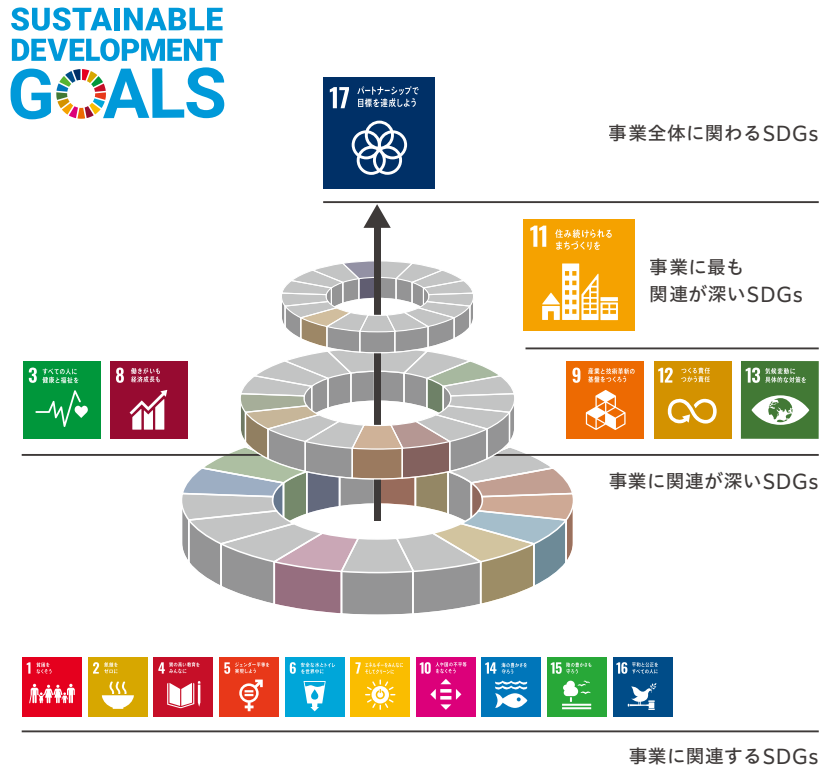 SUSTAINABLE
DEVELOPMENT
GOALS
17 パートナーシップで
目標を達成しよう
事業全体に関わるSDGs
11 住み続けられる
まちづくりを
事業に最も
関連が深いSDGs
3 すべての人に
健康と福祉を
8 働きがいも
経済成長も
9 産業と技術革新の
基盤をつくろう
12 つくる責任
つかう責任
13 気候変動に
具体的な対策を
事業に関連が深いSDGs
1 貧困を
なくそう
2 飢餓を
ゼロに
4 質の高い教育を
みんなに
5 ジェンダー平等を
実現しよう
6 安全な水とトイレ
を世界中に
7 エネルギーをみんなに
そしてクリーンに
10 人や国の不平等
をなくそう
14 海の豊かさを
守ろう
15 陸の豊かさも
守ろう
16 平和と公正を
すべての人に
事業に関連するSDGs